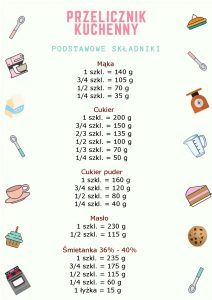 PRZELICZNIK
KUCHENNY
PODSTAWOWE SKŁADNIKI
Mąka
1 szkl. = 140 g
3/4 szkl. = 105 g
1/2 szkl. = 70 g
1/4 szkl. = 35 g
Cukier
1 szkl. = 200 g
3/4 szkl. = 150 g
2/3 szkl. = 135 g
1/2 szkl. = 100 g
1/3 szkl. = 70 g
1/4 szkl. = 50 g
Cukier puder
1 szkl. = 160 g
3/4 szkl. = 120 g
1/2 szkl. = 80 g
1/4 szkl. = 40 g
Masło
1 szkl. = 230 g
1/2 szkl. = 115 g
Śmietanka 36% - 40%
1 szkl. = 235 g
3/4 szkl. = 175 g
1/2 szkl. = 115 g
1/4 szkl. = 60 g
1 łyżka = 15 g